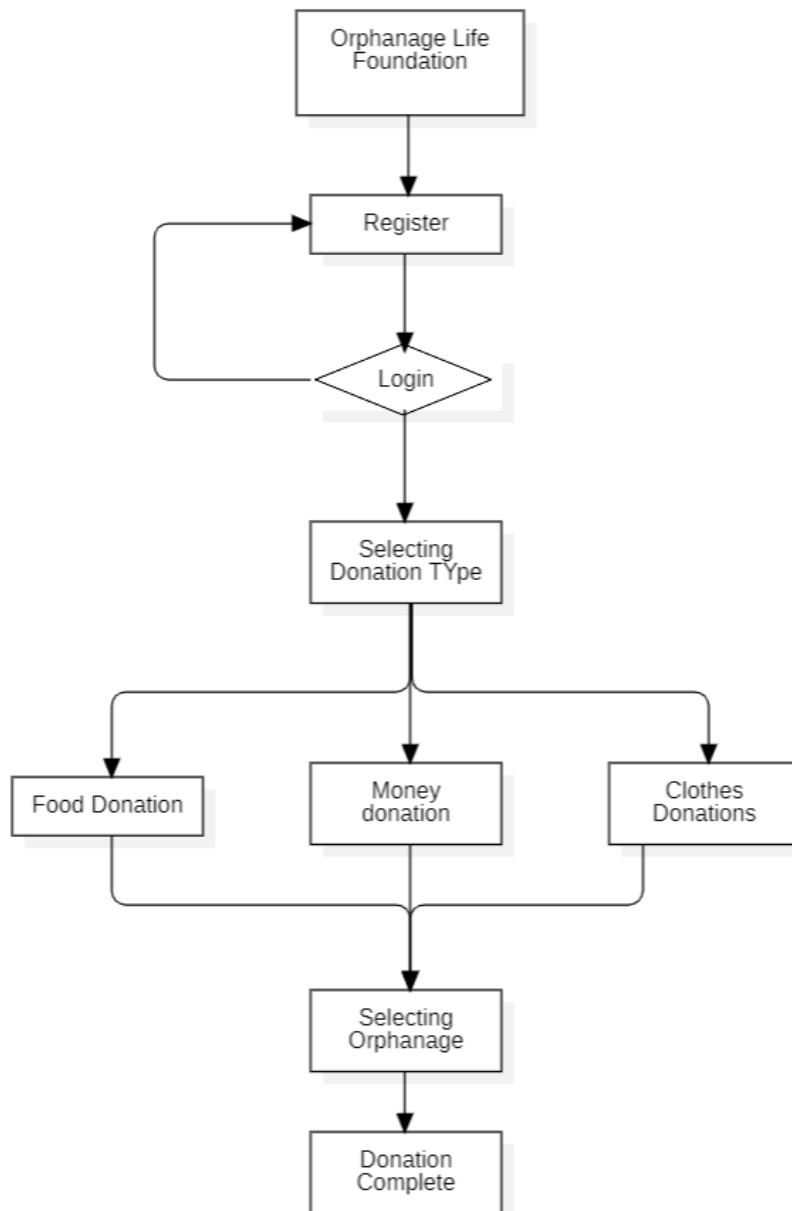 Orphanage Life
Foundation
Register
Login
Selecting
Donation TYpe
Food Donation
Money
donation
Clothes
Donations
Selecting
Orphanage
Donation
Complete